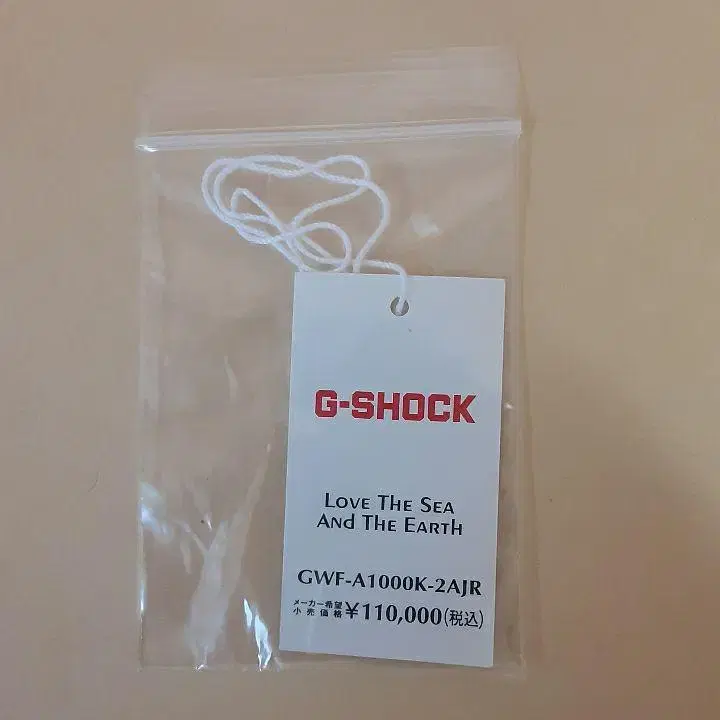 G-SHOCK
LOVE THE SEA
AND THE EARTH
GWF-A1000K-2AJR
メーカー希望
小売価格 ¥110,000(税込)